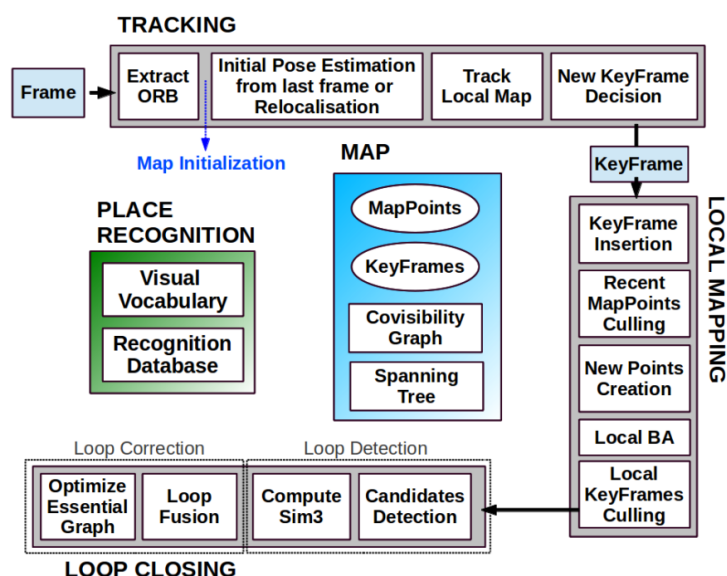 TRACKING
Frame
Extract
ORB
Initial Pose Estimation
from last frame or
Relocalisation
Track
Local Map
New KeyFrame
Decision
Map Initialization
KeyFrame
MAP
MapPoints
KeyFrames
Covisibility
Graph
Spanning
Tree
PLACE
RECOGNITION
Visual
Vocabulary
Recognition
Database
LOCAL MAPPING
KeyFrame
Insertion
Recent
MapPoints
Culling
New Points
Creation
Local BA
Local
KeyFrames
Culling
Loop Correction
Loop Detection
Optimize
Essential
Graph
Loop
Fusion
Compute
Sim3
Candidates
Detection
LOOP CLOSING